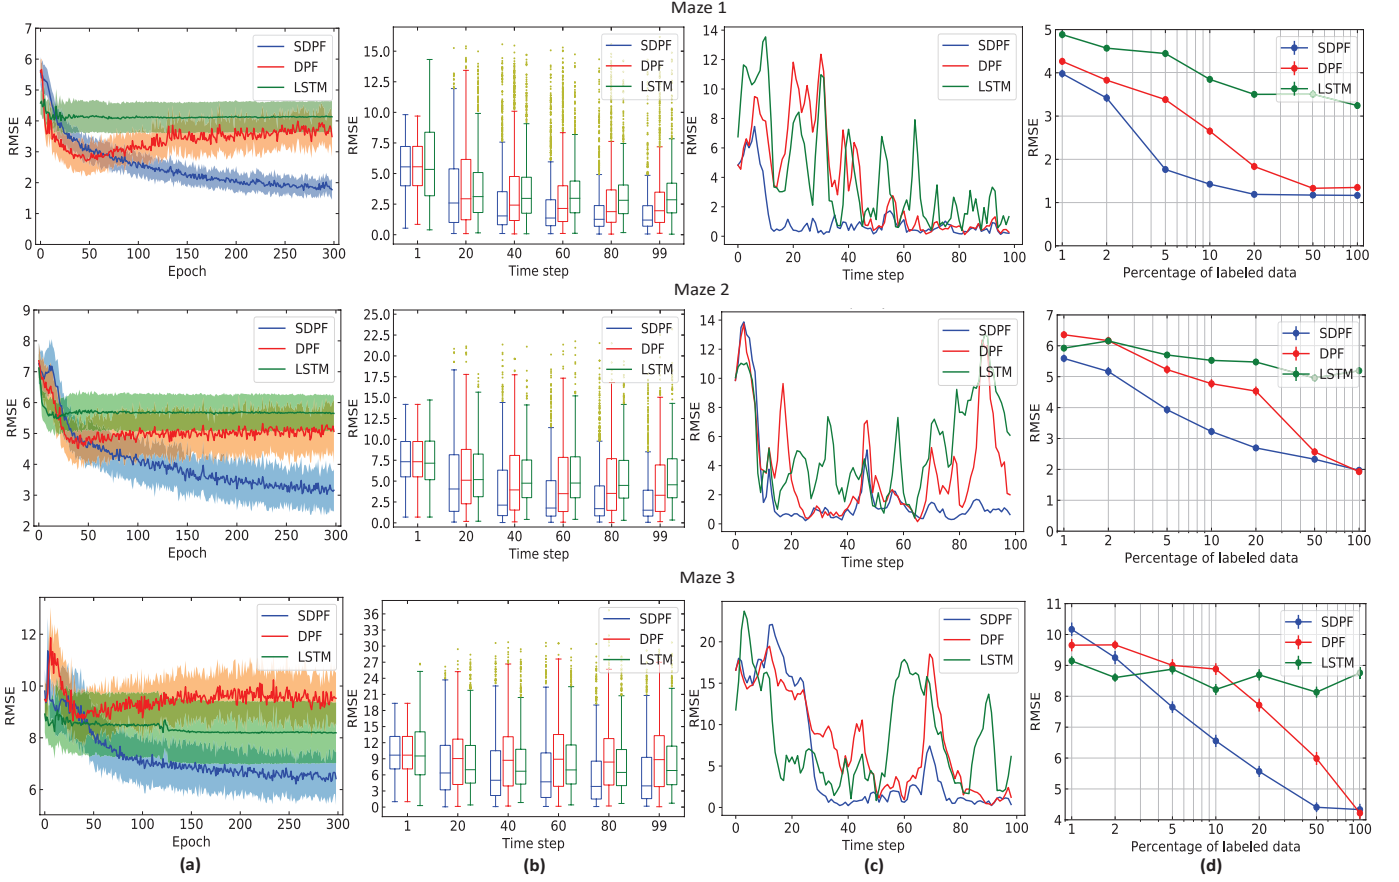 Maze 1
RMSE
7
6
5
4
3
2
1
0
0 50 100 150 200 250 300
Epoch
SDPF
DPF
LSTM
RMSE
15.0
12.5
10.0
7.5
5.0
2.5
0.0
1 20 40 60 80 99
Time step
SDPF
DPF
LSTM
RMSE
14
12
10
8
6
4
2
0
0 20 40 60 80 100
Time step
SDPF
DPF
LSTM
RMSE
5
4
3
2
1
0
1 2 5 10 20 50 100
Percentage of labeled data
SDPF
DPF
LSTM
Maze 2
RMSE
9
8
7
6
5
4
3
2
0 50 100 150 200 250 300
Epoch
SDPF
DPF
LSTM
RMSE
25.0
22.5
20.0
17.5
15.0
12.5
10.0
7.5
5.0
2.5
0.0
1 20 40 60 80 99
Time step
SDPF
DPF
LSTM
RMSE
14
12
10
8
6
4
2
0
0 20 40 60 80 100
Time step
SDPF
DPF
LSTM
RMSE
7
6
5
4
3
2
1
0
1 2 5 10 20 50 100
Percentage of labeled data
SDPF
DPF
LSTM
Maze 3
RMSE
12
10
8
6
0 50 100 150 200 250 300
Epoch
SDPF
DPF
LSTM
(a)
RMSE
36
33
30
27
24
21
18
15
12
9
6
3
0
1 20 40 60 80 99
Time step
SDPF
DPF
LSTM
(b)
RMSE
20
15
10
5
0
0 20 40 60 80 100
Time step
SDPF
DPF
LSTM
(c)
RMSE
11
10
9
8
7
6
5
4
1 2 5 10 20 50 100
Percentage of labeled data
SDPF
DPF
LSTM
(d)